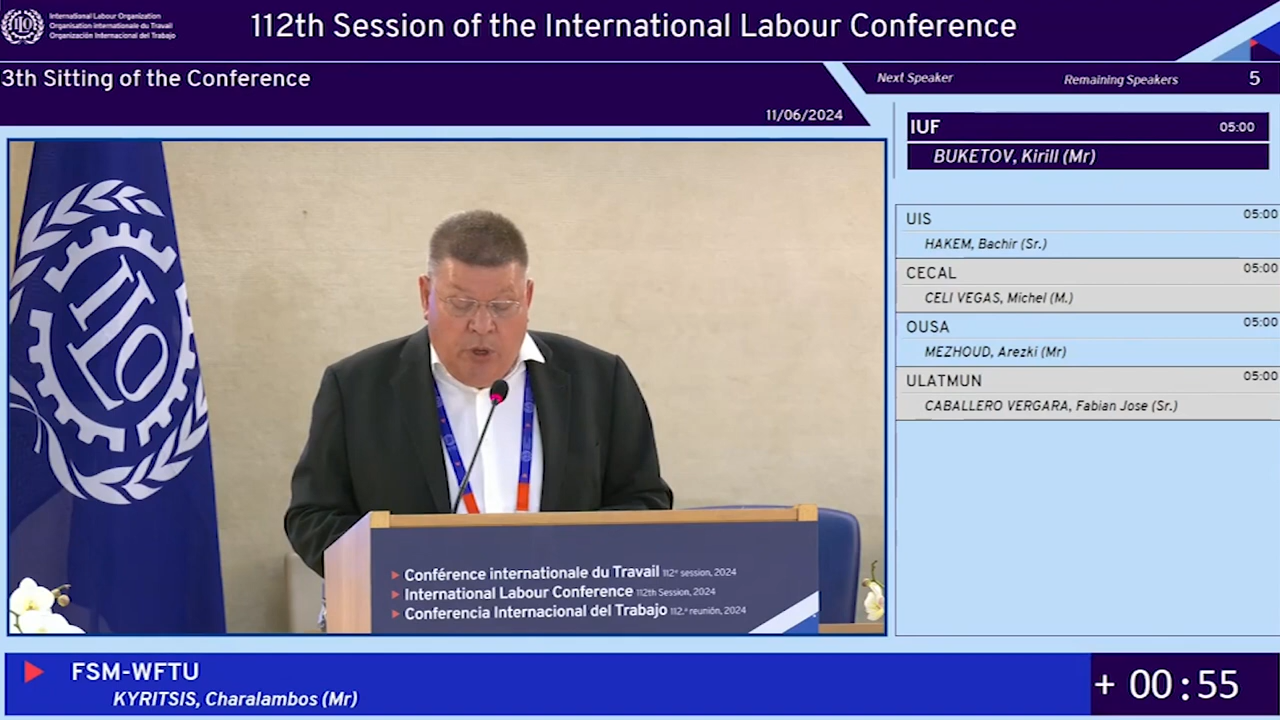 International Labour Organization
Organisation internationale du Travail
Organización Internacional del Trabajo
112th Session of the International Labour Conference
3th Sitting of the Conference
11/06/2024
Next Speaker
Remaining Speakers
5
IUF
05:00
BUKETOV, Kirill (Mr)
UIS
05:00
HAKEM, Bachir (Sr.)
CECAL
05:00
CELI VEGAS, Michel (M.)
OUSA
05:00
MEZHOUD, Arezki (Mr)
ULATMUN
05:00
CABALLERO VERGARA, Fabian Jose (Sr.)
ILO
Conférence internationale du Travail 112e session, 2024
International Labour Conference 112th Session, 2024
Conferencia Internacional del Trabajo 112.ª reunión, 2024
FSM-WFTU
KYRITSIS, Charalambos (Mr)
+ 00:55